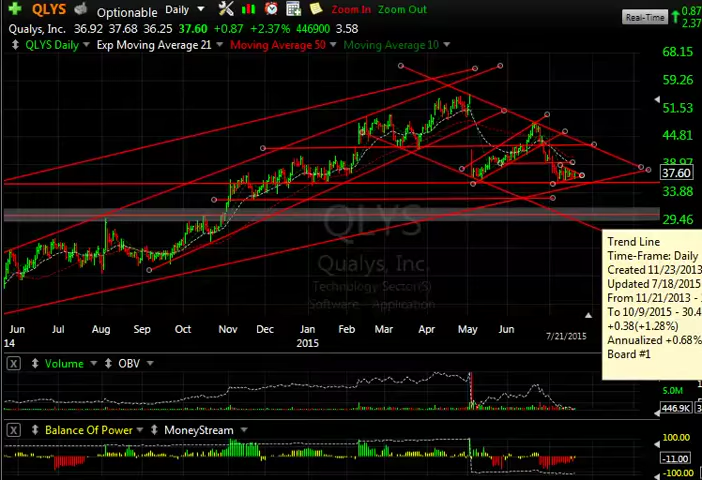 QLYS Optionable Daily Zoom In Zoom Out Real-Time 0.87
2.37
Qualys, Inc. 36.92 37.68 36.25 37.60 +0.87 +2.37% 446900 3.58
QLYS Daily Exp Moving Average 21 Moving Average 50 Moving Average 10
68.15
59.26
51.53
44.81
38.97
37.60
33.88
29.46
QLYS
Qualys, Inc.
Technology Sector(S)
Software Application
Trend Line
Time-Frame: Daily
Created 11/23/2013
Updated 7/18/2015
From 11/21/2013 -
To 10/9/2015 - 30.4
+0.38(+1.28%)
Annualized +0.68%
Board #1
Jun Jul Aug Sep Oct Nov Dec Jan Feb Mar Apr May Jun
14 2015 7/21/2015
X Volume OBV
5.0M
446.9K
X Balance Of Power MoneyStream
100.00
-11.00
-100.00